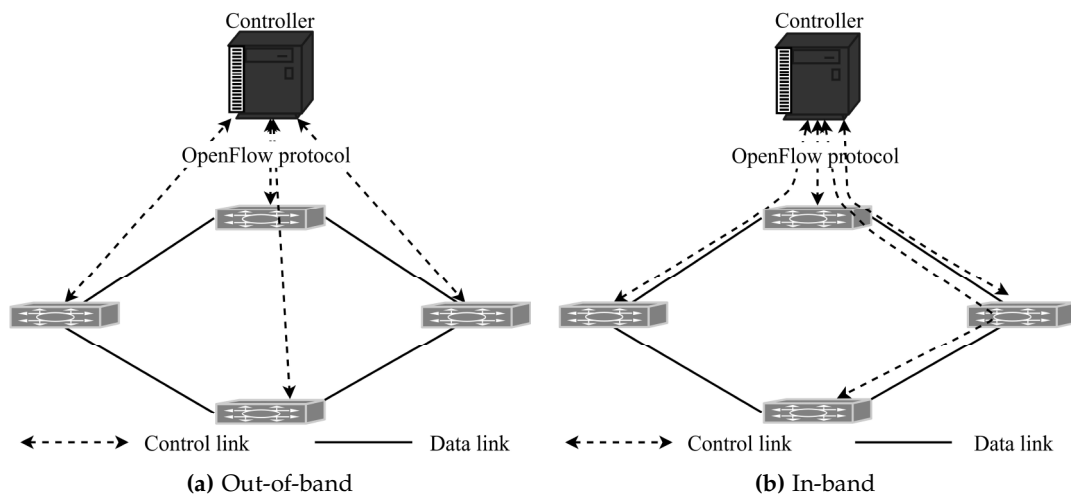 Controller
OpenFlow protocol
Control link
Data link
(a) Out-of-band
Controller
OpenFlow protocol
Control link
Data link
(b) In-band